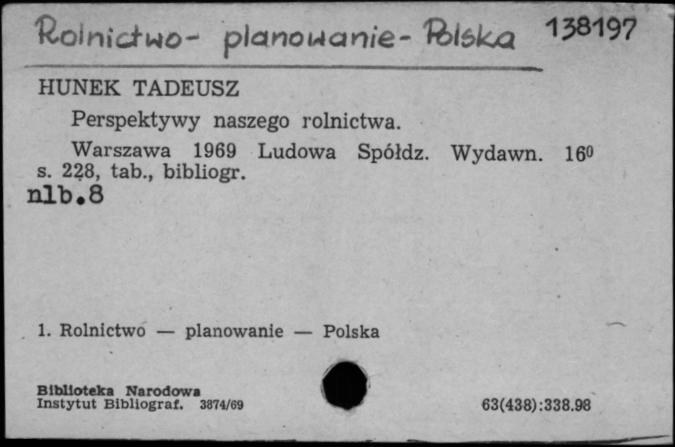 Rolnictwo- planowanie- Polska 138197
HUNEK TADEUSZ
Perspektywy naszego rolnictwa.
Warszawa 1969 Ludowa Spółdz. Wydawn. 16⁰
s. 228, tab., bibliogr.
nlb.8
1. Rolnictwo — planowanie — Polska
Biblioteka Narodowa
Instytut Bibliograf. 3874/69 63(438):338.98